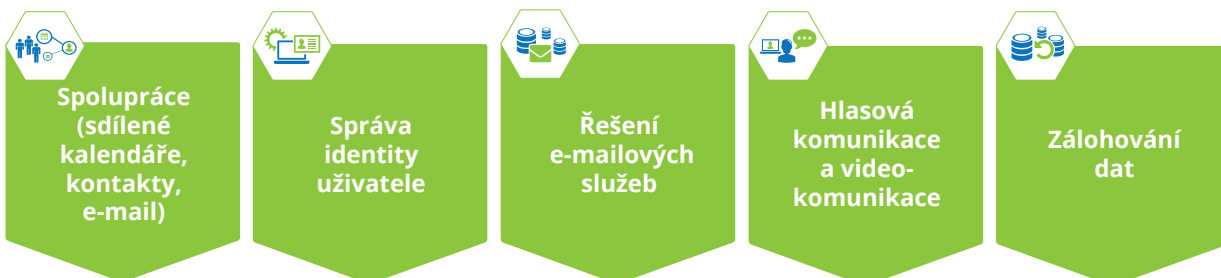 Spolupráce
(sdílené
kalendáře,
kontakty,
e-mail)
Správa
identity
uživatele
Řešení
e-mailových
služeb
Hlasová
komunikace
a video-
komunikace
Zálohování
dat